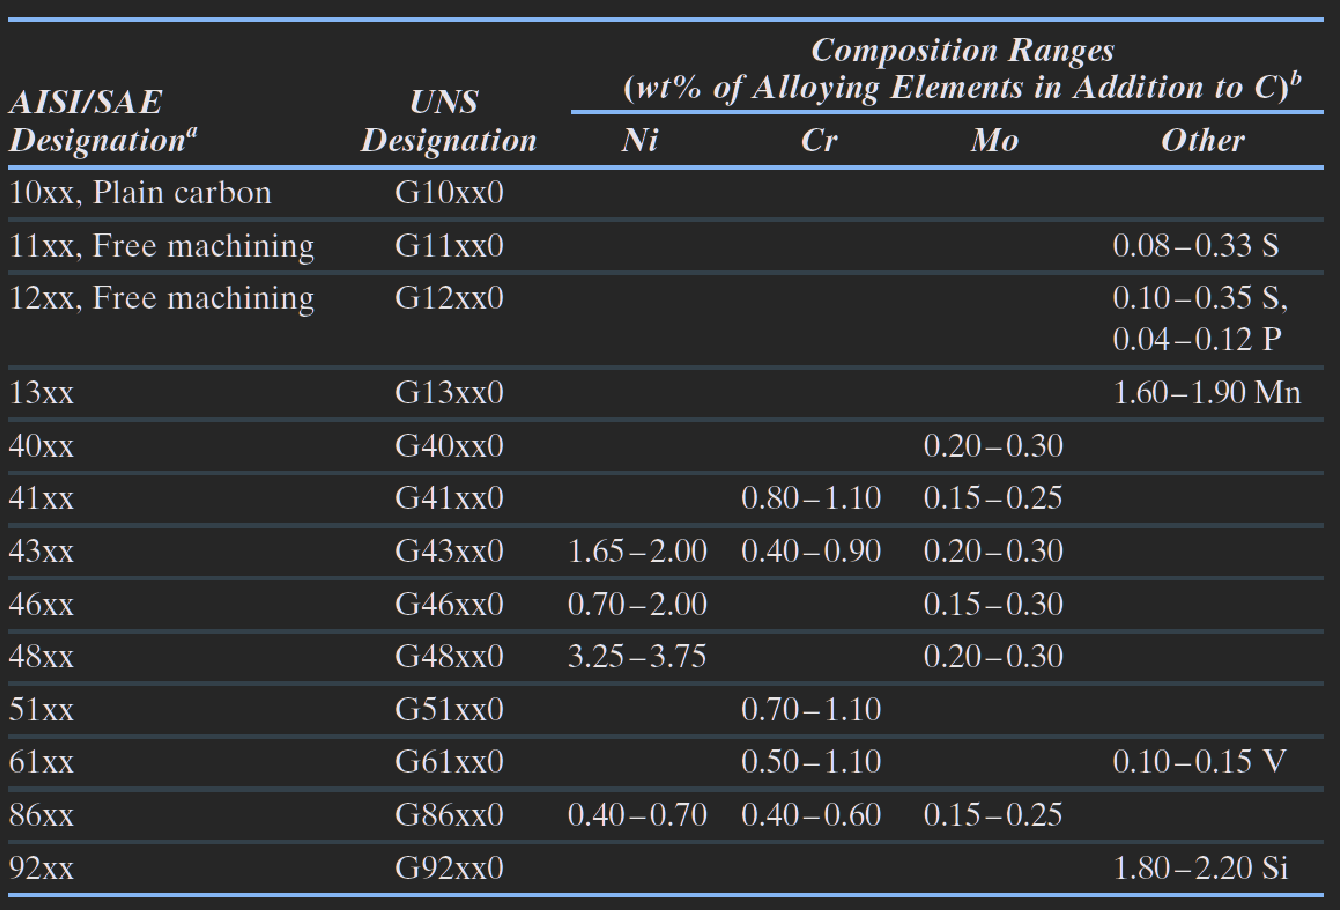 Composition Ranges
(wt% of Alloying Elements in Addition to C)b
AISI/SAE UNS
Designationa Designation Ni Cr Mo Other
10xx, Plain carbon G10xx0
11xx, Free machining G11xx0 0.08–0.33 S
12xx, Free machining G12xx0 0.10–0.35 S,
0.04–0.12 P
13xx G13xx0 1.60–1.90 Mn
40xx G40xx0 0.20–0.30
41xx G41xx0 0.80–1.10 0.15–0.25
43xx G43xx0 1.65–2.00 0.40–0.90 0.20–0.30
46xx G46xx0 0.70–2.00 0.15–0.30
48xx G48xx0 3.25–3.75 0.20–0.30
51xx G51xx0 0.70–1.10
61xx G61xx0 0.50–1.10 0.10–0.15 V
86xx G86xx0 0.40–0.70 0.40–0.60 0.15–0.25
92xx G92xx0 1.80–2.20 Si